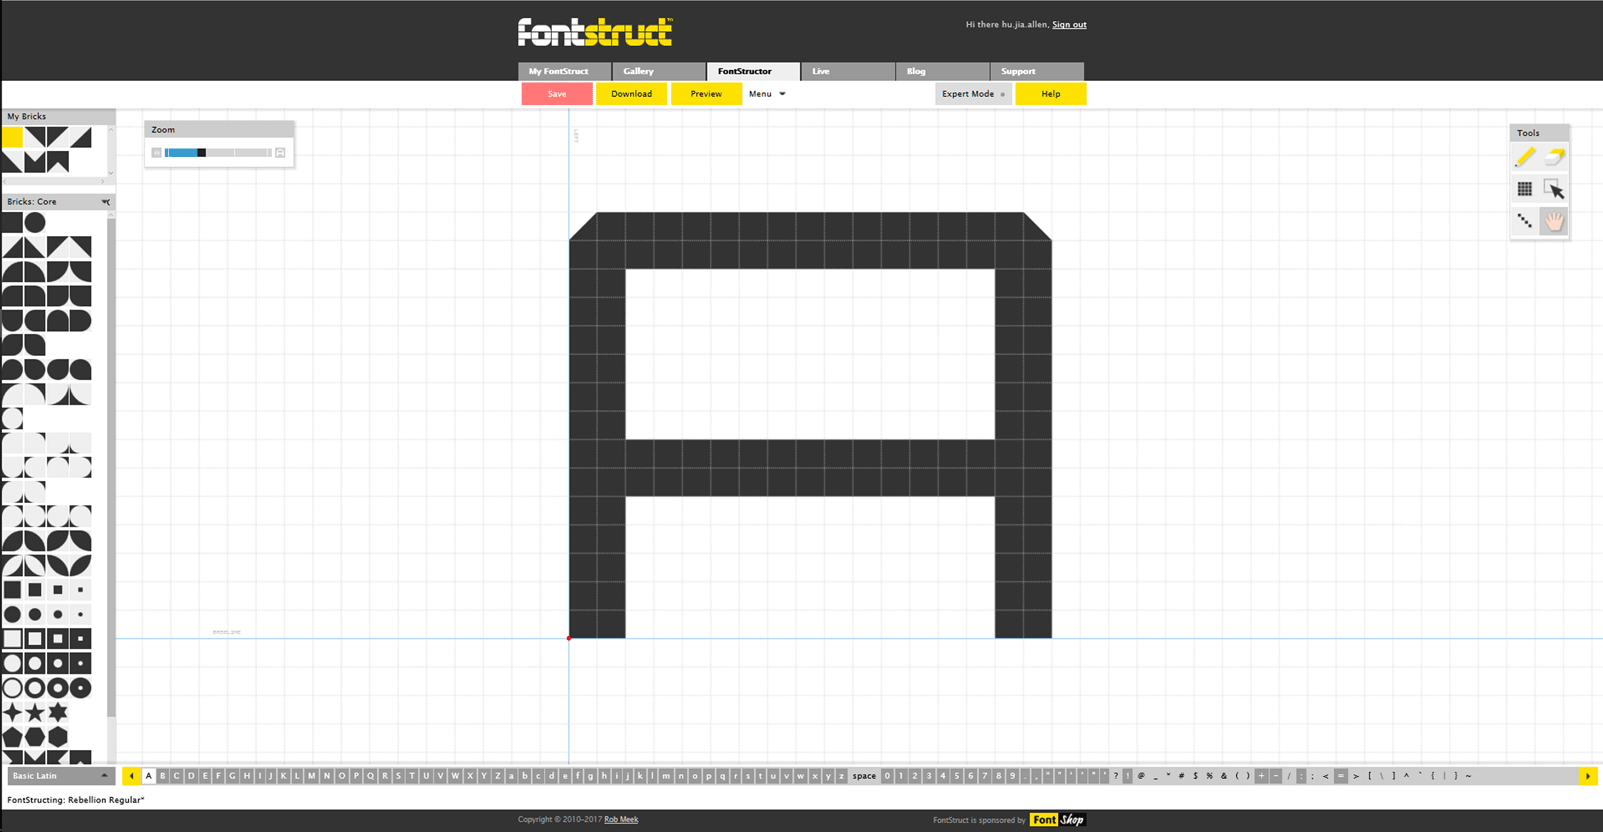 fontstruct™
Hi there hu.jia.allen, Sign out
My FontStruct Gallery FontStructor Live Blog Support
Save Download Preview Menu Expert Mode Help
My Bricks
Zoom
LEFT
Tools
Bricks: Core
BASELINE
Basic Latin A B C D E F G H I J K L M N O P Q R S T U V W X Y Z a b c d e f g h i j k l m n o p q r s t u v w x y z space 0 1 2 3 4 5 6 7 8 9 . , " " ' ' " ' ? ! @ _ * # $ % & ( ) + - / : ; < = > [ \ ] ^ ` { | } ~
FontStructing: Rebellion Regular*
Copyright © 2010–2017 Rob Meek
FontStruct is sponsored by Font Shop